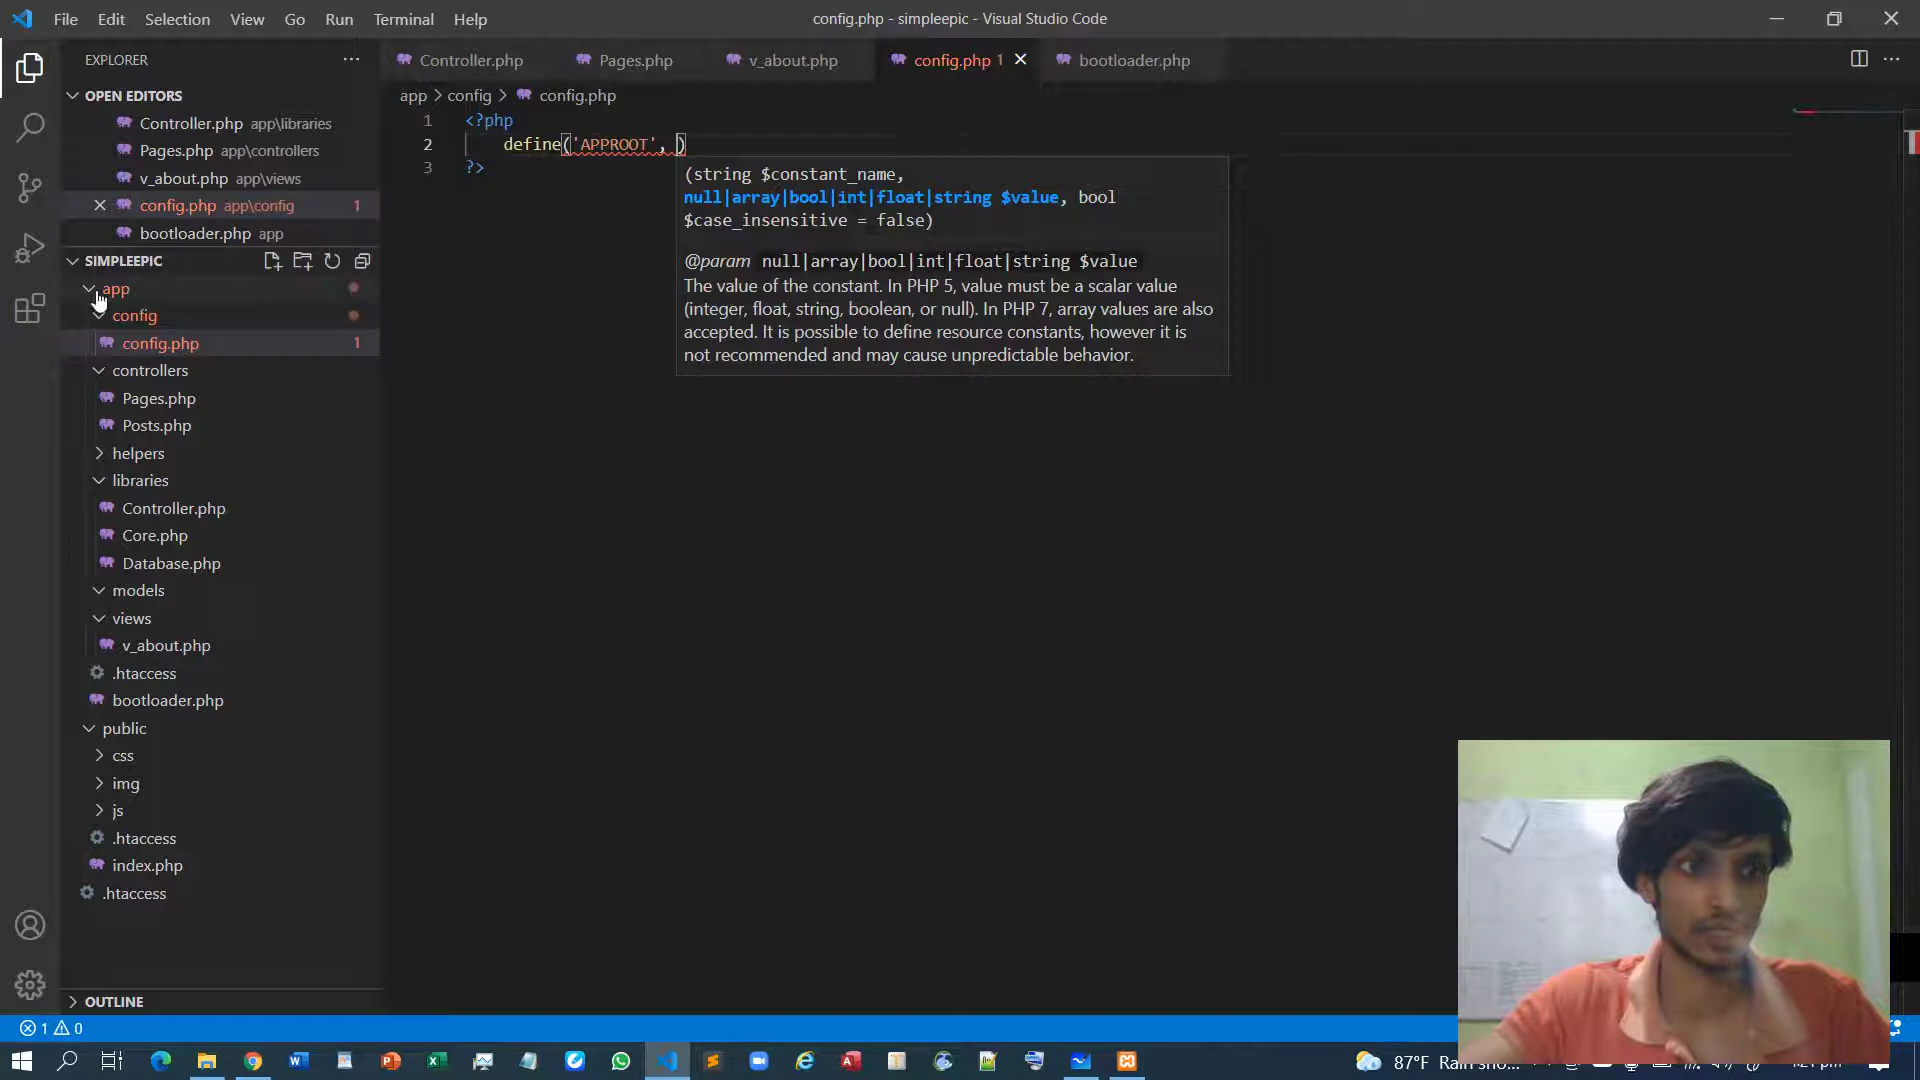 File Edit Selection View Go Run Terminal Help
config.php - simpleepic - Visual Studio Code
EXPLORER
Controller.php Pages.php v_about.php config.php 1 bootloader.php
OPEN EDITORS
app > config > config.php
Controller.php app\libraries
Pages.php app\controllers
v_about.php app\views
config.php app\config 1
bootloader.php app
1 <?php
2 define('APPROOT', )
3 ?>
(string $constant_name,
null|array|bool|int|float|string $value, bool
$case_insensitive = false)
@param null|array|bool|int|float|string $value
The value of the constant. In PHP 5, value must be a scalar value
(integer, float, string, boolean, or null). In PHP 7, array values are also
accepted. It is possible to define resource constants, however it is
not recommended and may cause unpredictable behavior.
SIMPLEEPIC
app
config
config.php 1
controllers
Pages.php
Posts.php
helpers
libraries
Controller.php
Core.php
Database.php
models
views
v_about.php
.htaccess
bootloader.php
public
css
img
js
.htaccess
index.php
.htaccess
OUTLINE
1 0
87°F